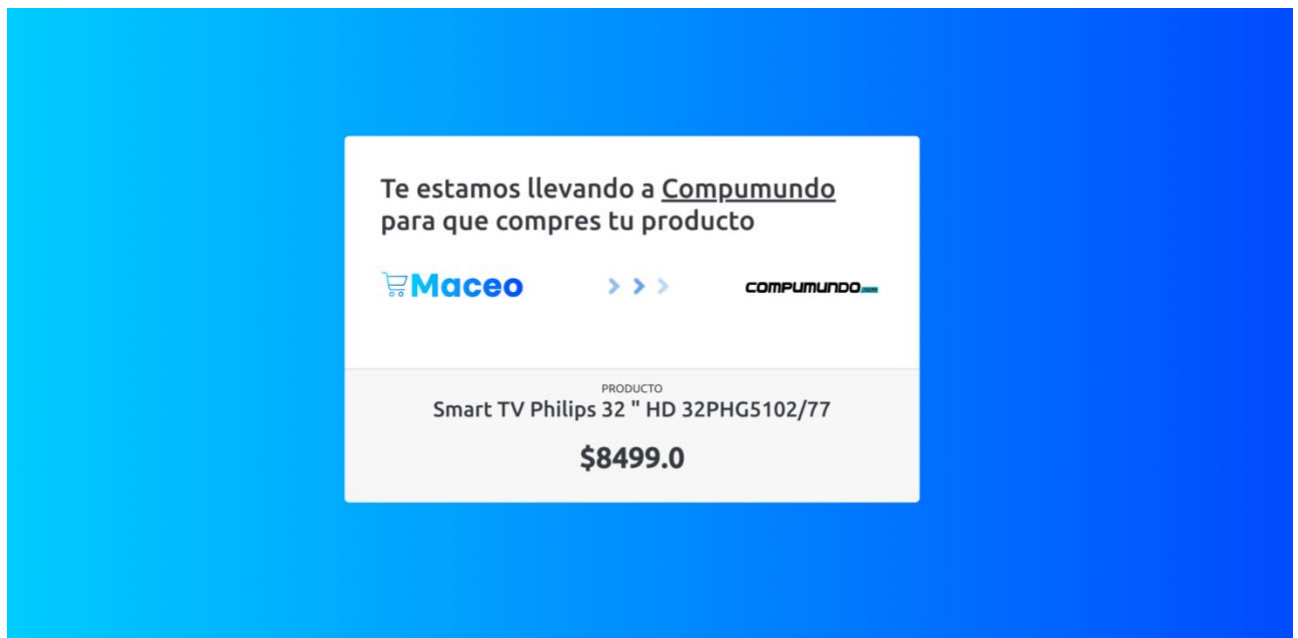 Te estamos llevando a Compumundo
para que compres tu producto
Maceo
COMPUMUNDO
PRODUCTO
Smart TV Philips 32 " HD 32PHG5102/77
$8499.0